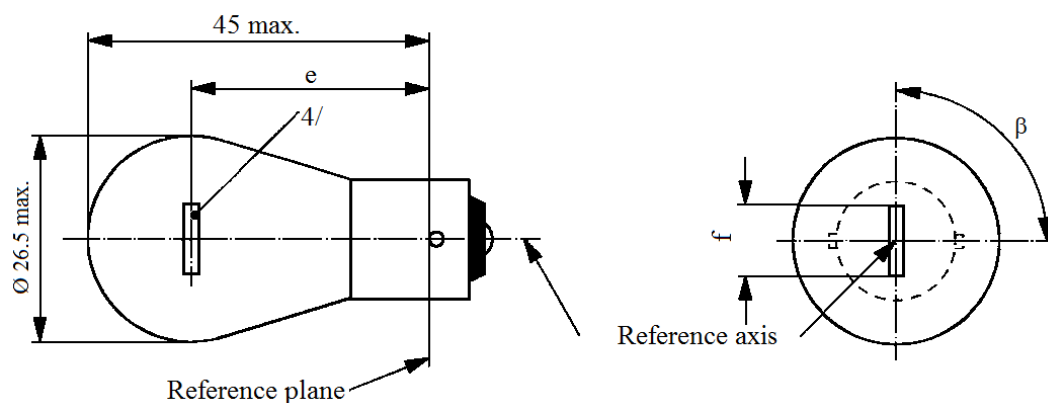 45 max.
e
4/
β
Ø 26.5 max.
f
Reference axis
Reference plane